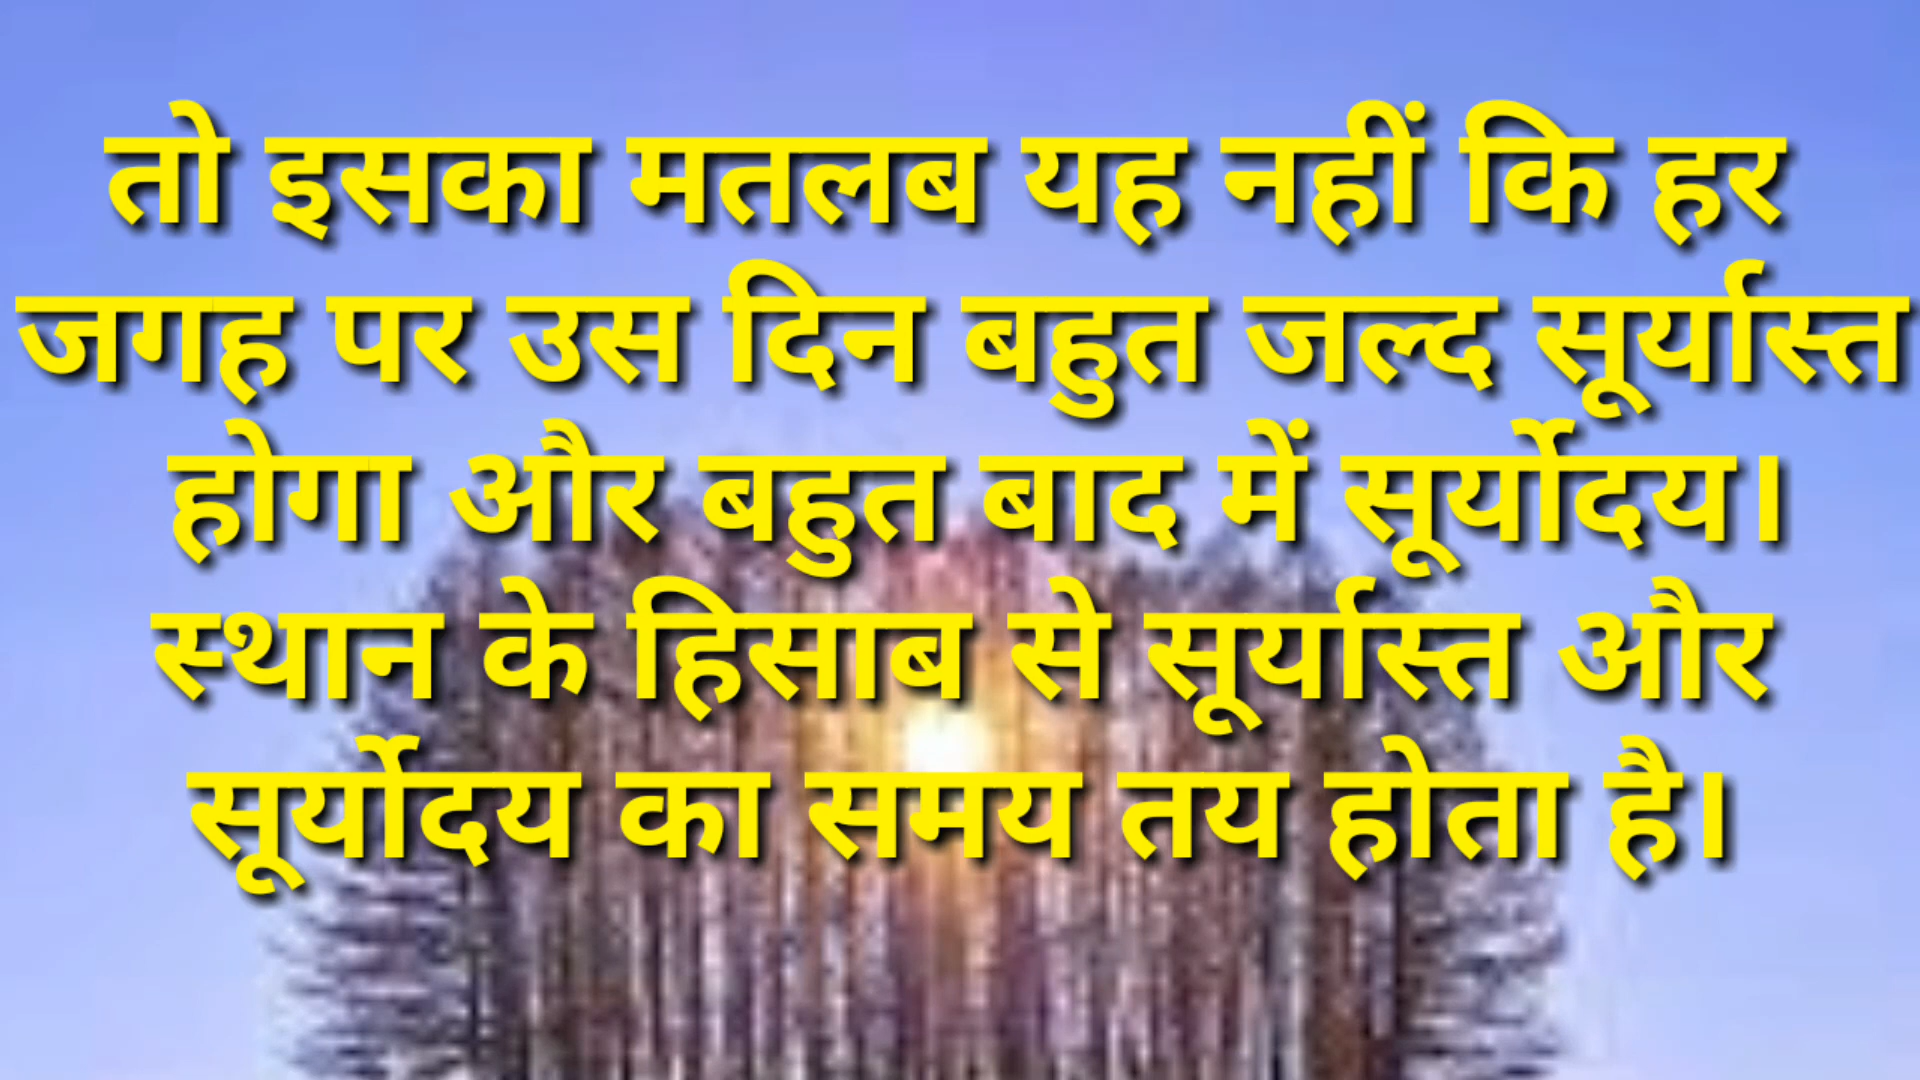 तो इसका मतलब यह नहीं कि हर
जगह पर उस दिन बहुत जल्द सूर्यास्त
होगा और बहुत बाद में सूर्योदय।
स्थान के हिसाब से सूर्यास्त और
सूर्योदय का समय तय होता है।